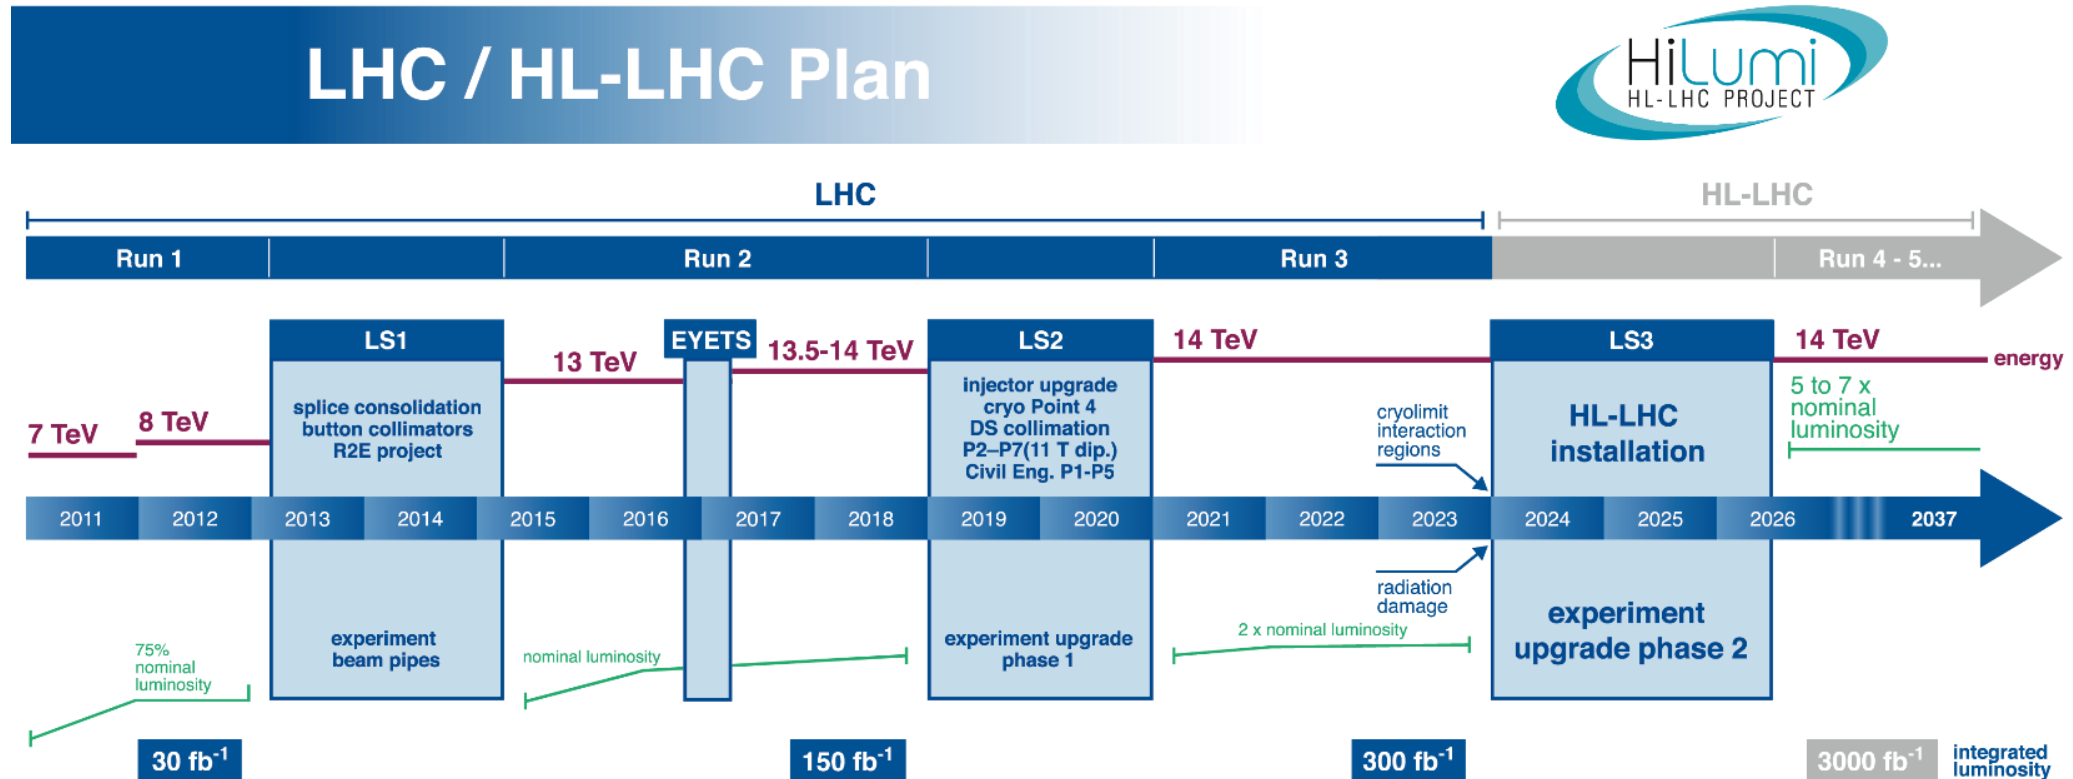 LHC / HL-LHC Plan
HiLumi
HL-LHC PROJECT
LHC
HL-LHC
Run 1
Run 2
Run 3
Run 4 - 5...
LS1
EYETS
LS2
LS3
splice consolidation
button collimators
R2E project
injector upgrade
cryo Point 4
DS collimation
P2–P7(11 T dip.)
Civil Eng. P1-P5
HL-LHC
installation
7 TeV
8 TeV
13 TeV
13.5-14 TeV
14 TeV
14 TeV
energy
cryolimit
interaction
regions
5 to 7 x
nominal
luminosity
2011
2012
2013
2014
2015
2016
2017
2018
2019
2020
2021
2022
2023
2024
2025
2026
2037
radiation
damage
75%
nominal
luminosity
experiment
beam pipes
nominal luminosity
experiment upgrade
phase 1
2 x nominal luminosity
experiment
upgrade phase 2
30 fb⁻¹
150 fb⁻¹
300 fb⁻¹
3000 fb⁻¹
integrated
luminosity